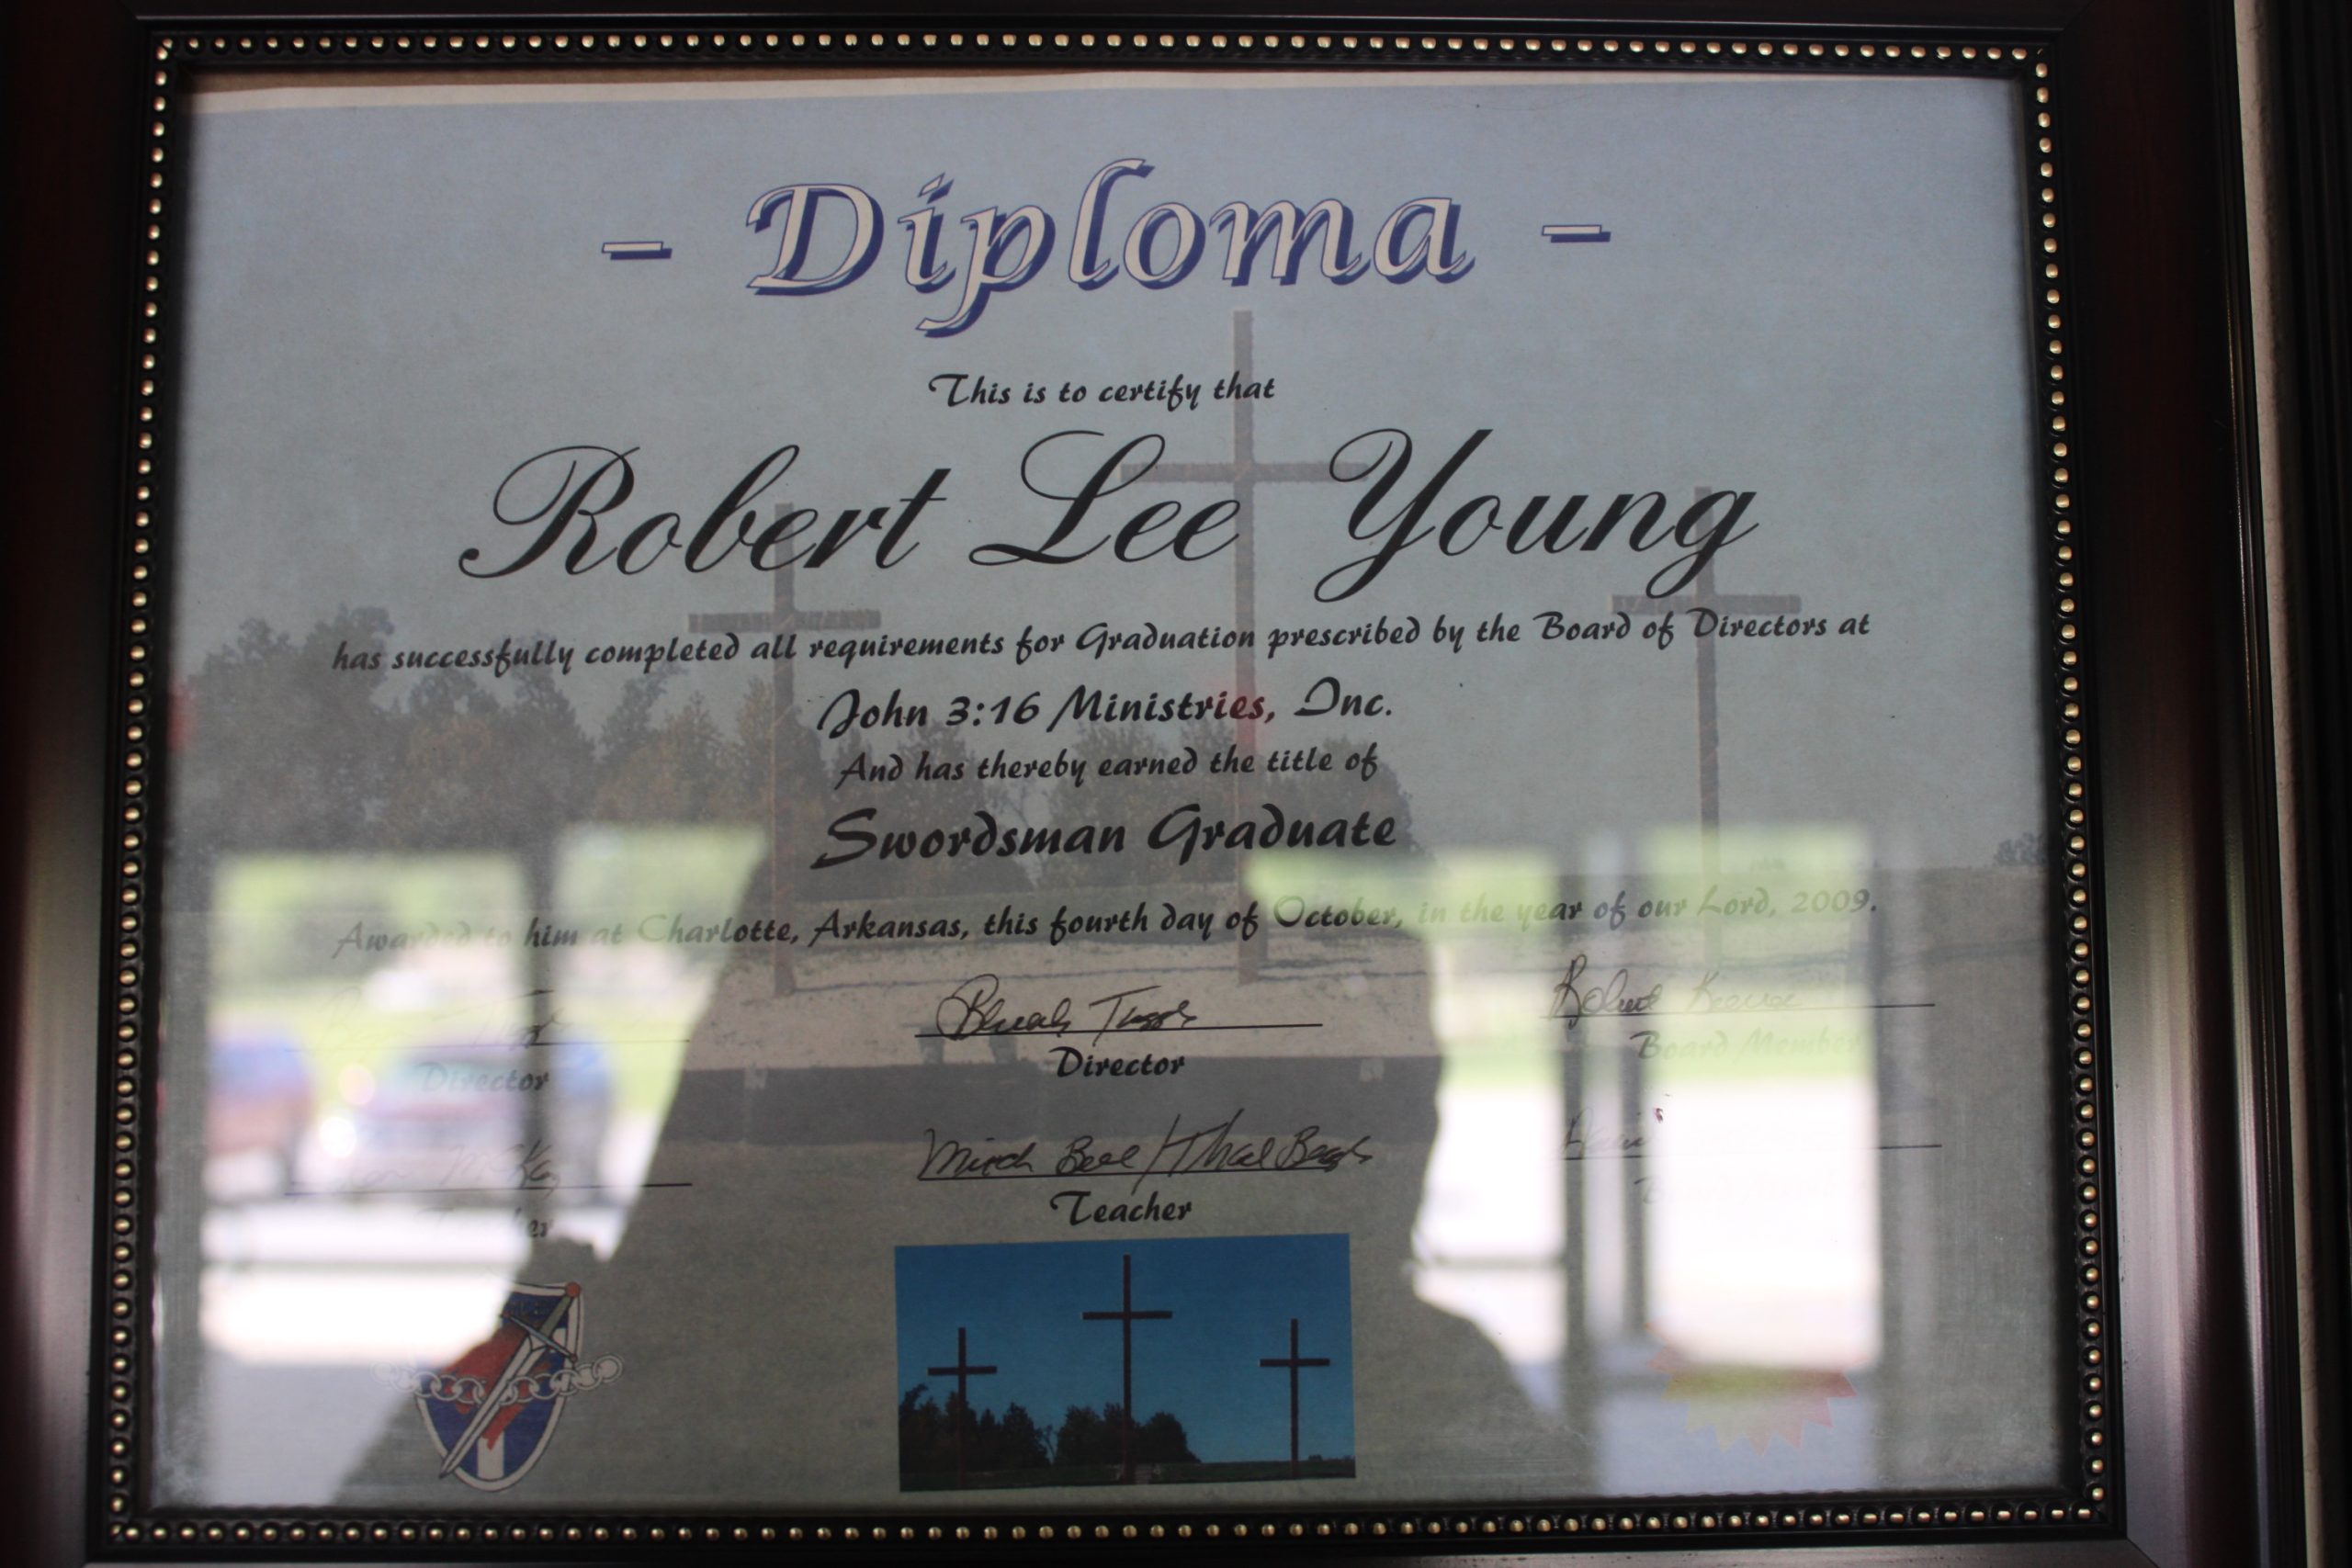 - Diploma -
This is to certify that
Robert Lee Young
has successfully completed all requirements for Graduation prescribed by the Board of Directors at
John 3:16 Ministries, Inc.
And has thereby earned the title of
Swordsman Graduate
Awarded to him at Charlotte, Arkansas, this fourth day of October, in the year of our Lord, 2009.
Robert
Director Director Board Member
Teacher Teacher